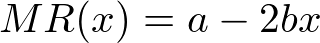 MR(x) = a − 2bx